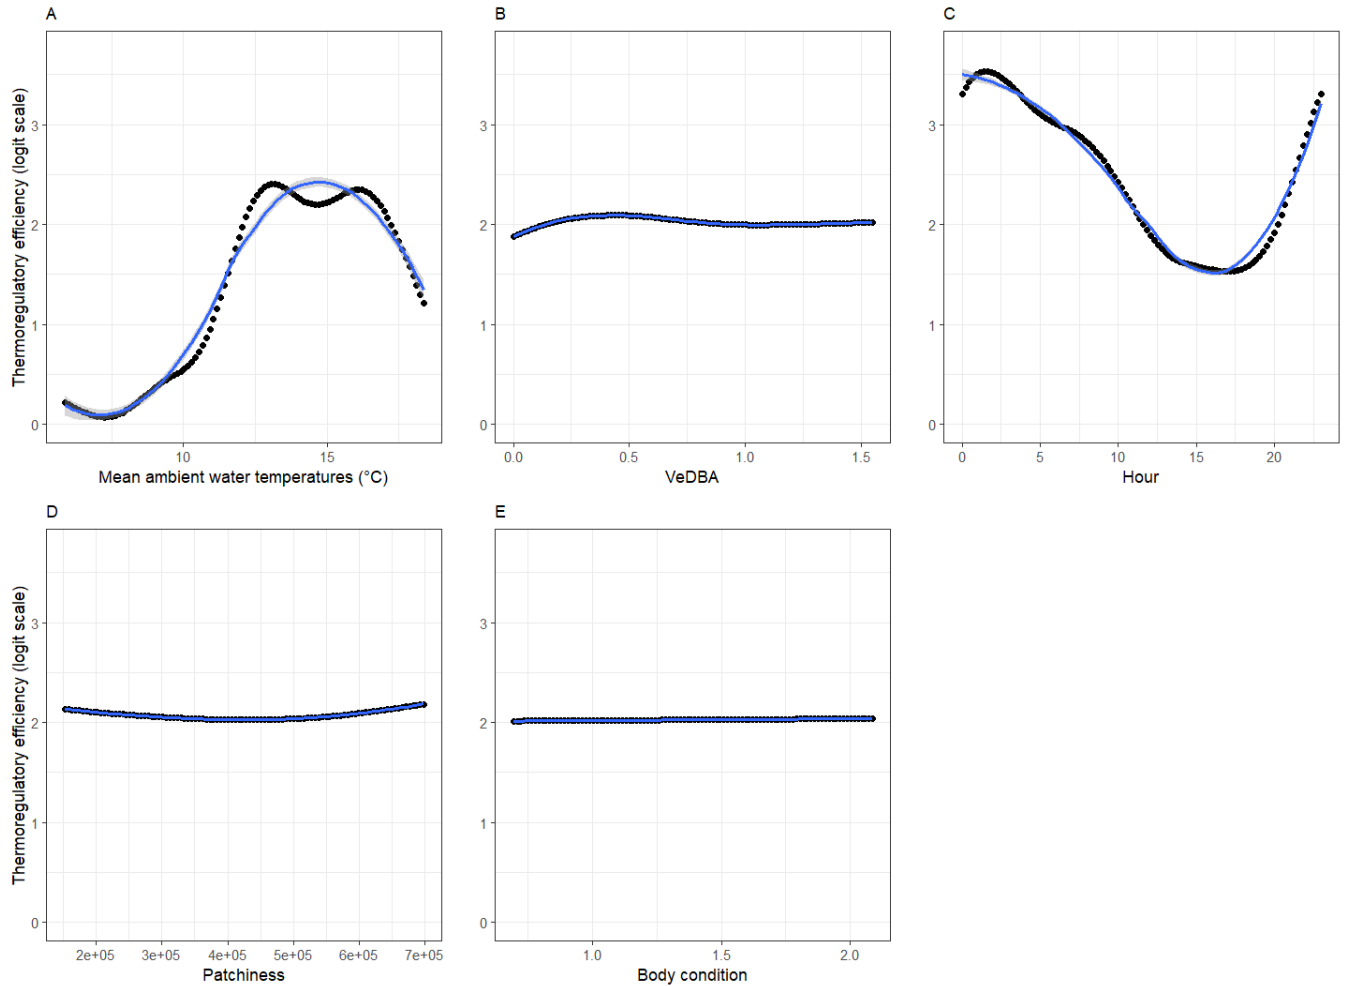 A
B
C
Thermoregulatory efficiency (logit scale)
3
2
1
0
3
2
1
0
3
2
1
0
10 15
0.0 0.5 1.0 1.5
0 5 10 15 20
Mean ambient water temperatures (°C)
VeDBA
Hour
D
E
Thermoregulatory efficiency (logit scale)
3
2
1
0
3
2
1
0
2e+05 3e+05 4e+05 5e+05 6e+05 7e+05
1.0 1.5 2.0
Patchiness
Body condition